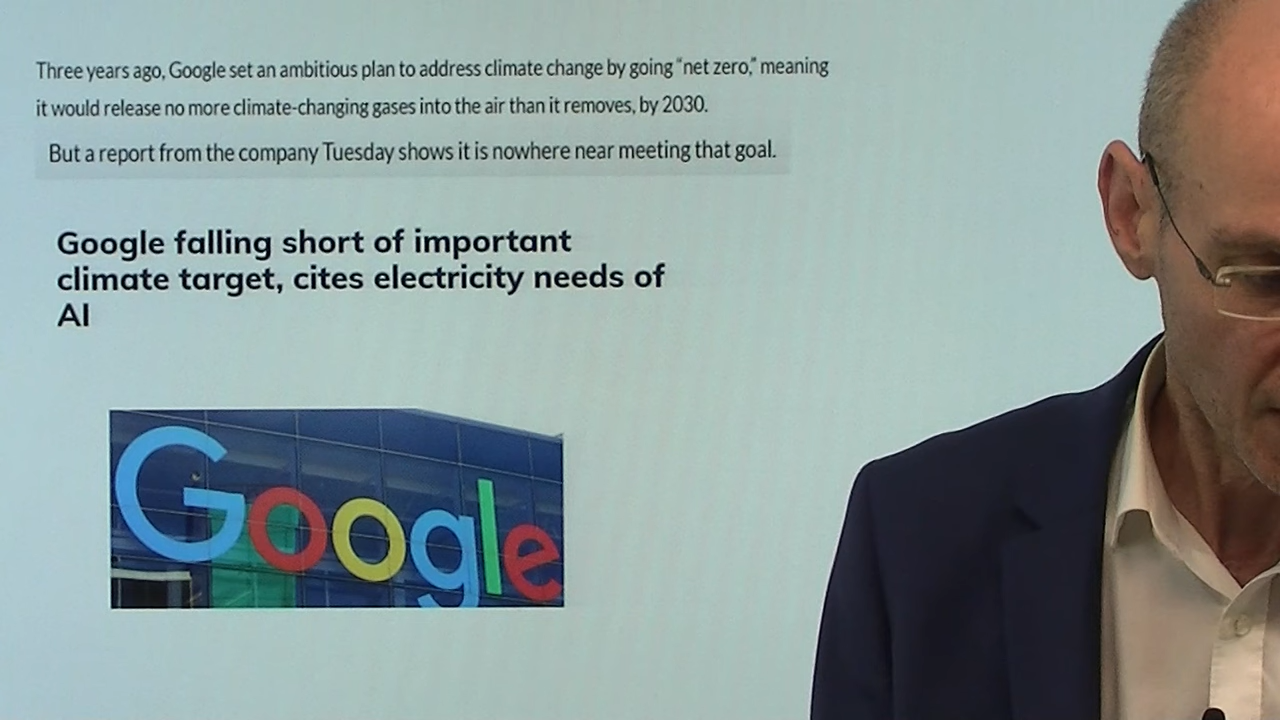 Three years ago, Google set an ambitious plan to address climate change by going “net zero,” meaning
it would release no more climate-changing gases into the air than it removes, by 2030.
But a report from the company Tuesday shows it is nowhere near meeting that goal.
Google falling short of important
climate target, cites electricity needs of
AI
Google